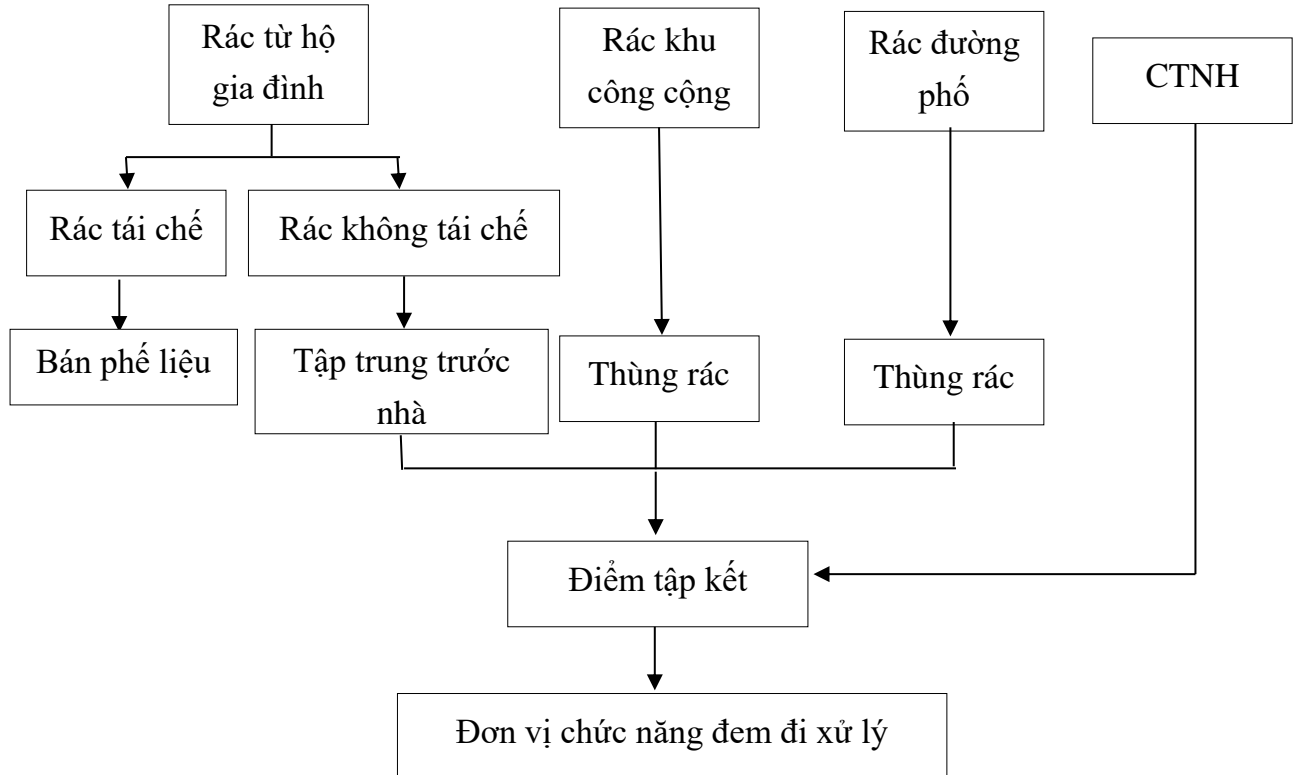 Rác từ hộ
gia đình
Rác khu
công cộng
Rác đường
phố
CTNH
Rác tái chế
Rác không tái chế
Bán phế liệu
Tập trung trước
nhà
Thùng rác
Thùng rác
Điểm tập kết
Đơn vị chức năng đem đi xử lý